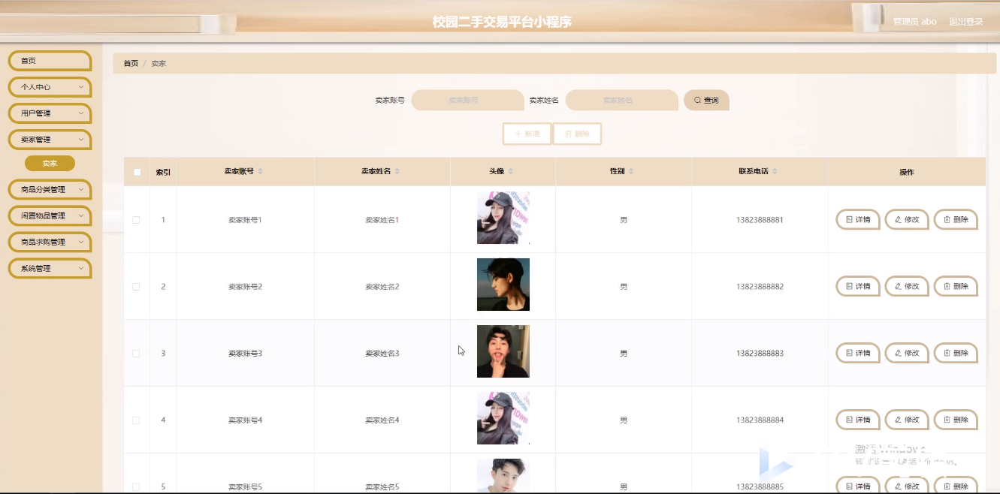 校园二手交易平台小程序
管理员 abo 退出登录
首页
个人中心
用户管理
卖家管理
卖家
商品分类管理
闲置物品管理
商品求购管理
系统管理
首页 / 卖家
卖家账号 卖家账号 卖家姓名 卖家姓名 查询
+ 新增 删除
索引 卖家账号 卖家姓名 头像 性别 联系电话 操作
1 卖家账号1 卖家姓名1 男 13823888881 详情 修改 删除
2 卖家账号2 卖家姓名2 男 13823888882 详情 修改 删除
3 卖家账号3 卖家姓名3 男 13823888883 详情 修改 删除
4 卖家账号4 卖家姓名4 男 13823888884 详情 修改 删除
激活 Windows
5 卖家账号5 卖家姓名5 男 13823888885 详情 修改 删除